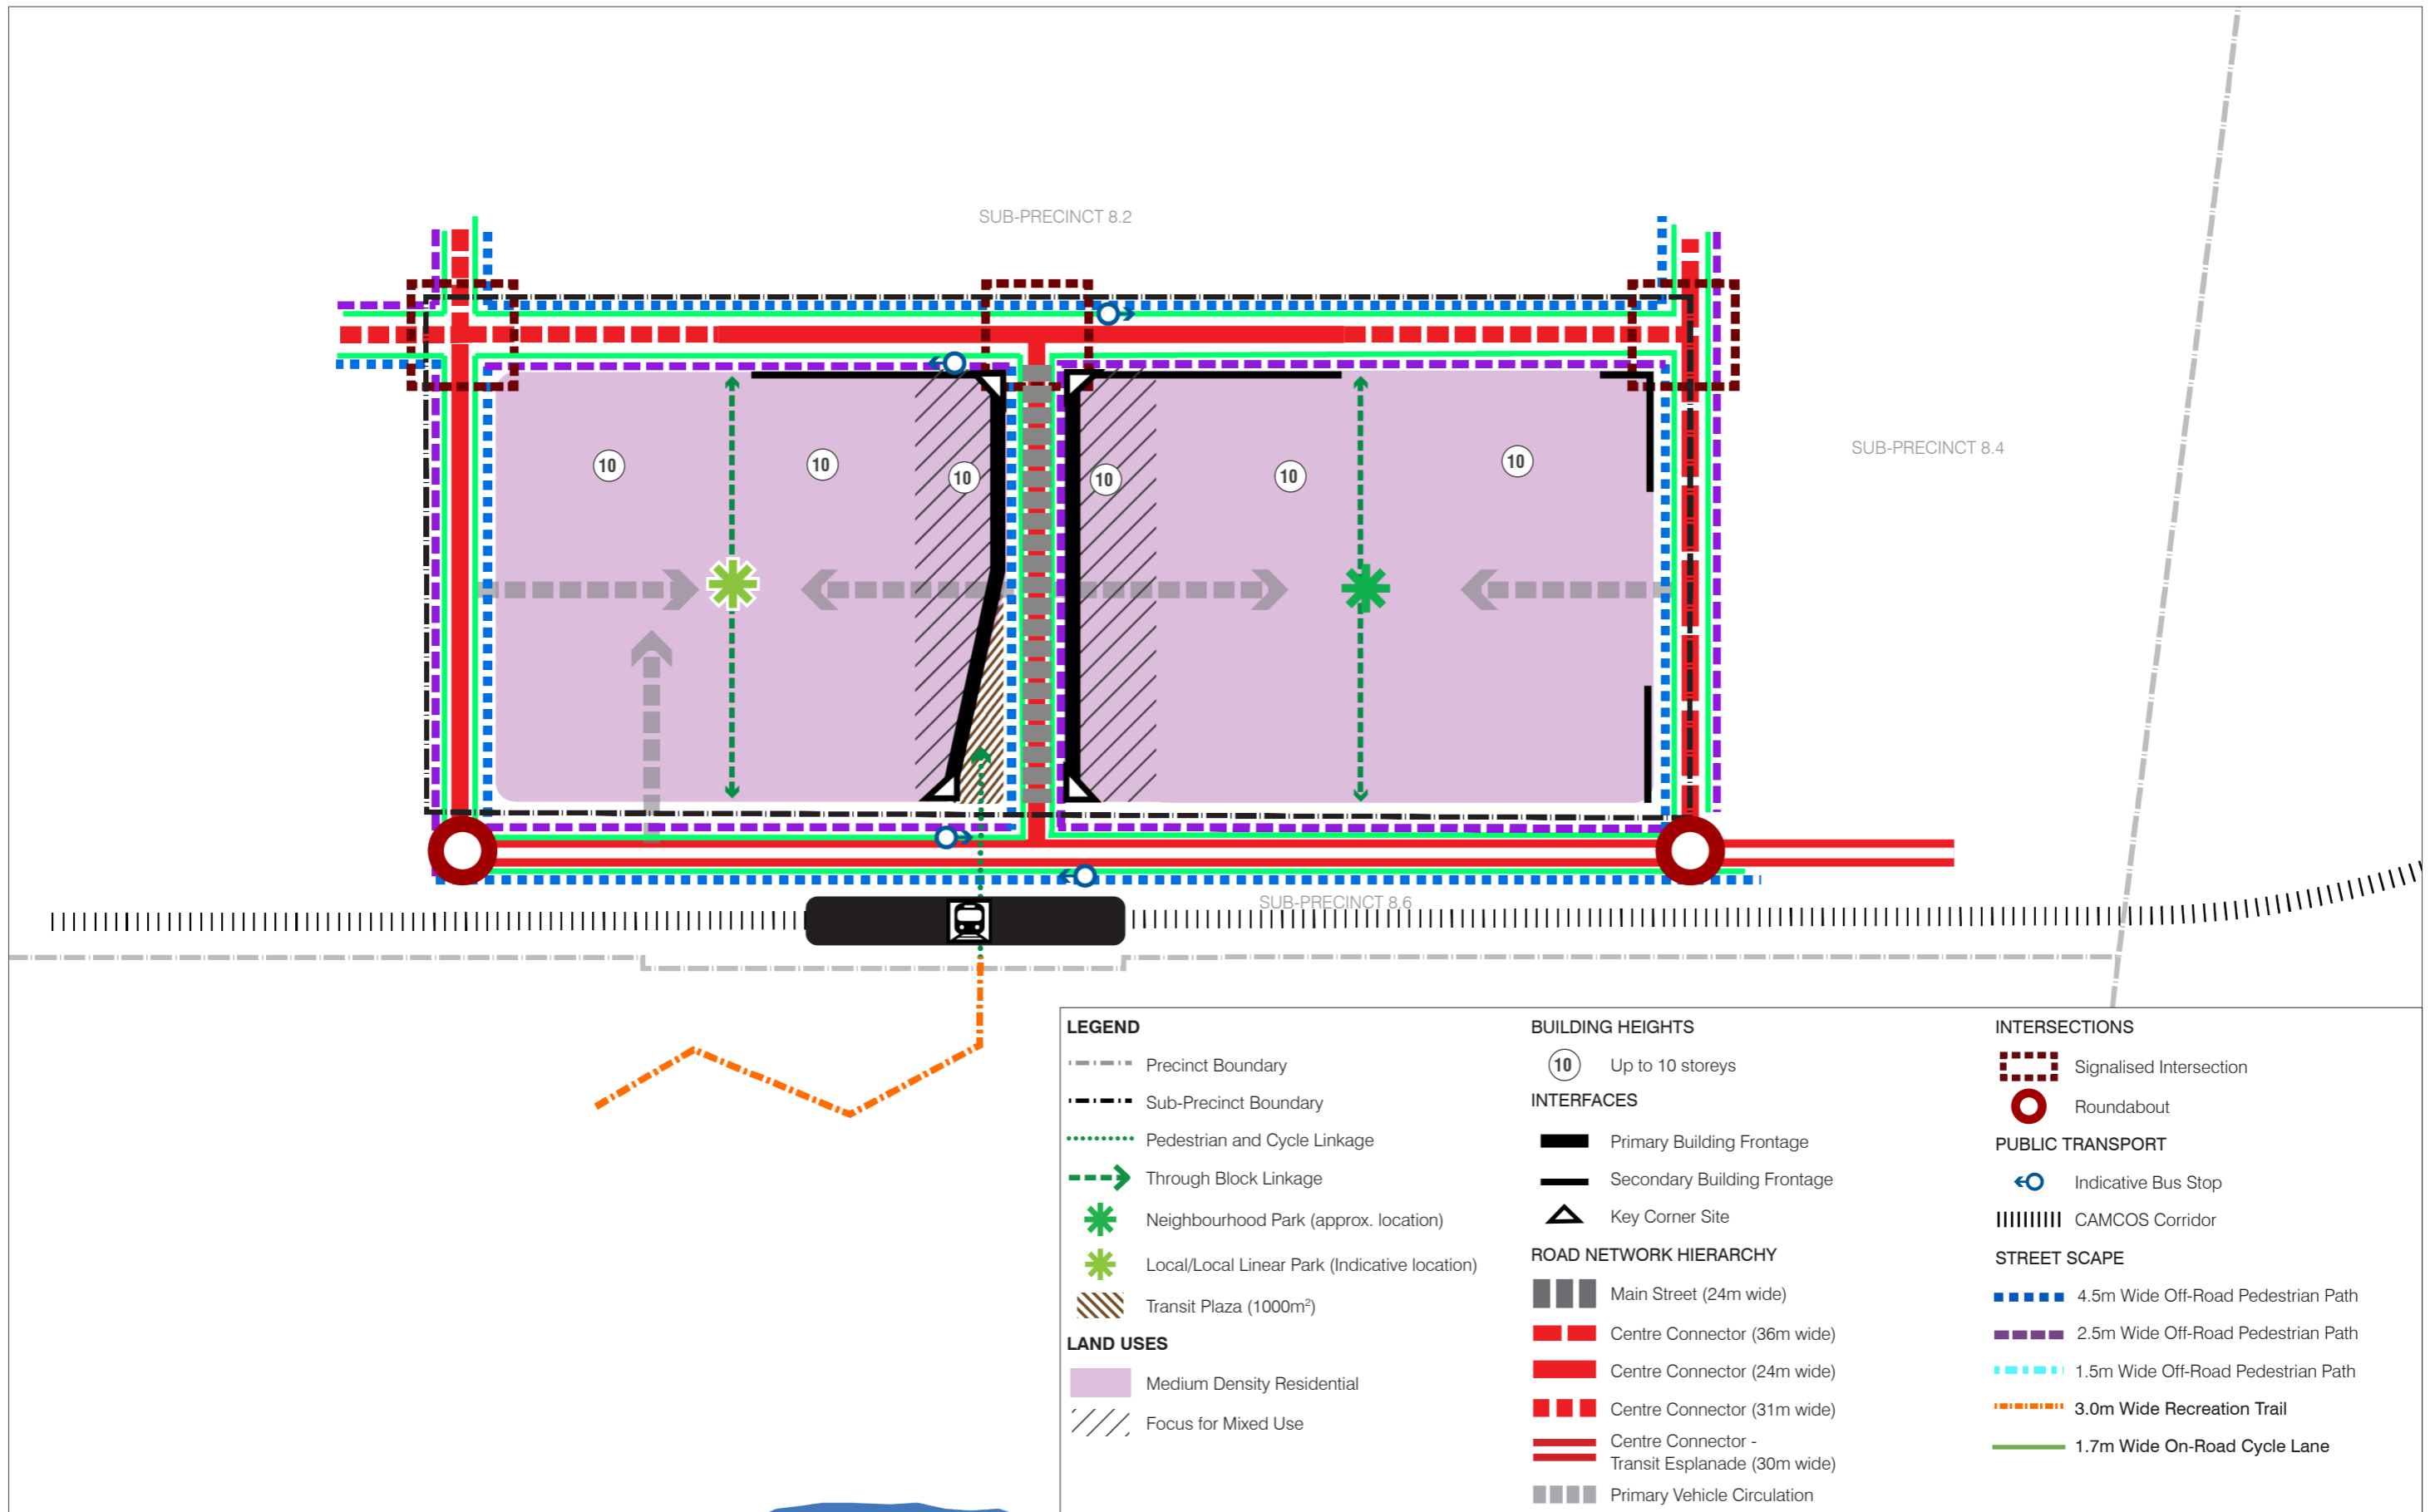 SUB-PRECINCT 8.2
SUB-PRECINCT 8.4
10
10
10
10
10
10
SUB-PRECINCT 8.6
LEGEND
Precinct Boundary
Sub-Precinct Boundary
Pedestrian and Cycle Linkage
Through Block Linkage
Neighbourhood Park (approx. location)
Local/Local Linear Park (Indicative location)
Transit Plaza (1000m²)
LAND USES
Medium Density Residential
Focus for Mixed Use
BUILDING HEIGHTS
10 Up to 10 storeys
INTERFACES
Primary Building Frontage
Secondary Building Frontage
Key Corner Site
ROAD NETWORK HIERARCHY
Main Street (24m wide)
Centre Connector (36m wide)
Centre Connector (24m wide)
Centre Connector (31m wide)
Centre Connector -
Transit Esplanade (30m wide)
Primary Vehicle Circulation
INTERSECTIONS
Signalised Intersection
Roundabout
PUBLIC TRANSPORT
Indicative Bus Stop
CAMCOS Corridor
STREET SCAPE
4.5m Wide Off-Road Pedestrian Path
2.5m Wide Off-Road Pedestrian Path
1.5m Wide Off-Road Pedestrian Path
3.0m Wide Recreation Trail
1.7m Wide On-Road Cycle Lane